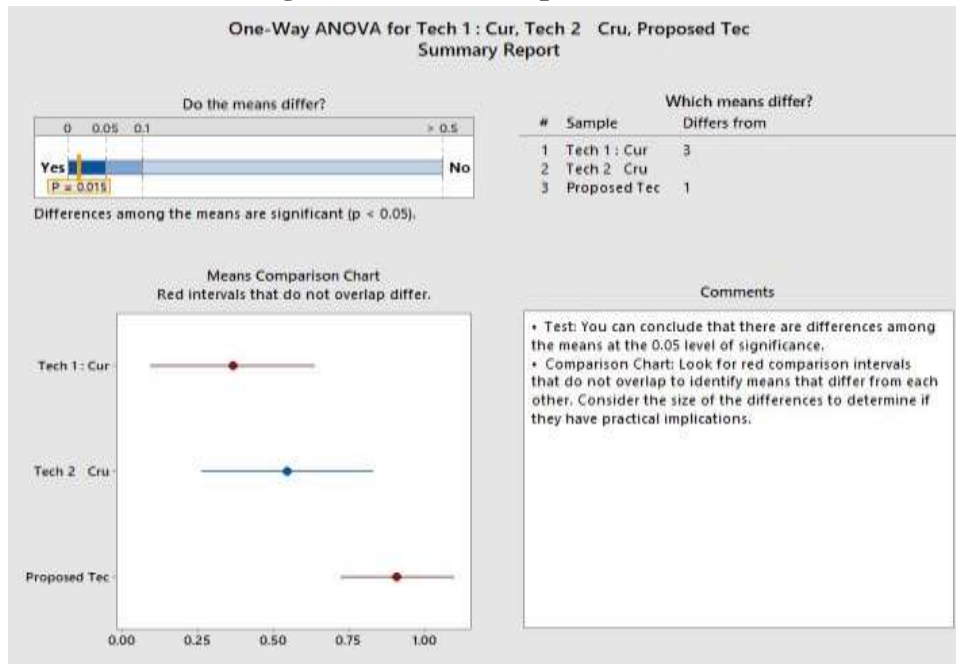 One-Way ANOVA for Tech 1 : Cur, Tech 2   Cru, Proposed Tec
Summary Report
Do the means differ?
0 0.05 0.1 > 0.5
Yes No
P = 0.015
Differences among the means are significant (p < 0.05).
Which means differ?
# Sample Differs from
1 Tech 1 : Cur 3
2 Tech 2   Cru
3 Proposed Tec 1
Means Comparison Chart
Red intervals that do not overlap differ.
Tech 1 : Cur
Tech 2   Cru
Proposed Tec
0.00 0.25 0.50 0.75 1.00
Comments
• Test: You can conclude that there are differences among
the means at the 0.05 level of significance.
• Comparison Chart: Look for red comparison intervals
that do not overlap to identify means that differ from each
other. Consider the size of the differences to determine if
they have practical implications.